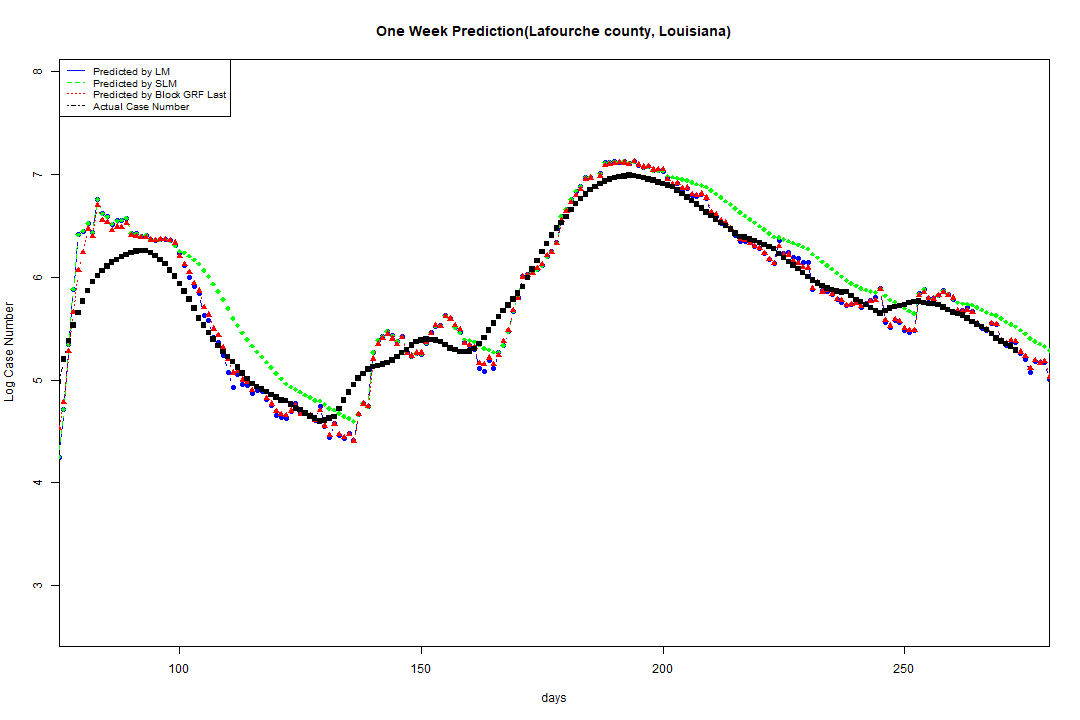 One Week Prediction(Lafourche county, Louisiana)
Predicted by LM
Predicted by SLM
Predicted by Block GRF Last
Actual Case Number
Log Case Number
8
7
6
5
4
3
100 150 200 250
days